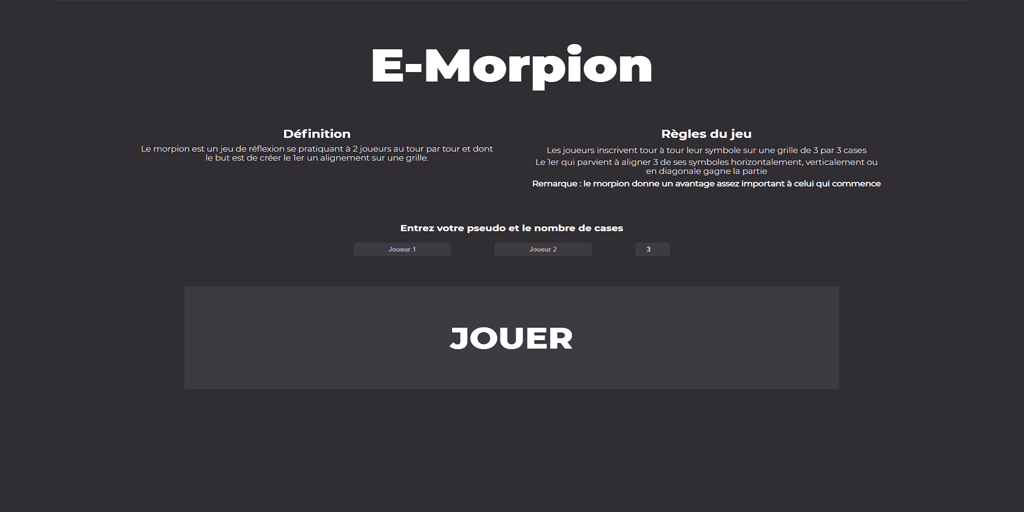 E-Morpion
Définition
Le morpion est un jeu de réflexion se pratiquant à 2 joueurs au tour par tour et dont
le but est de créer le 1er un alignement sur une grille.
Règles du jeu
Les joueurs inscrivent tour à tour leur symbole sur une grille de 3 par 3 cases
Le 1er qui parvient à aligner 3 de ses symboles horizontalement, verticalement ou
en diagonale gagne la partie
Remarque : le morpion donne un avantage assez important à celui qui commence
Entrez votre pseudo et le nombre de cases
Joueur 1
Joueur 2
3
JOUER